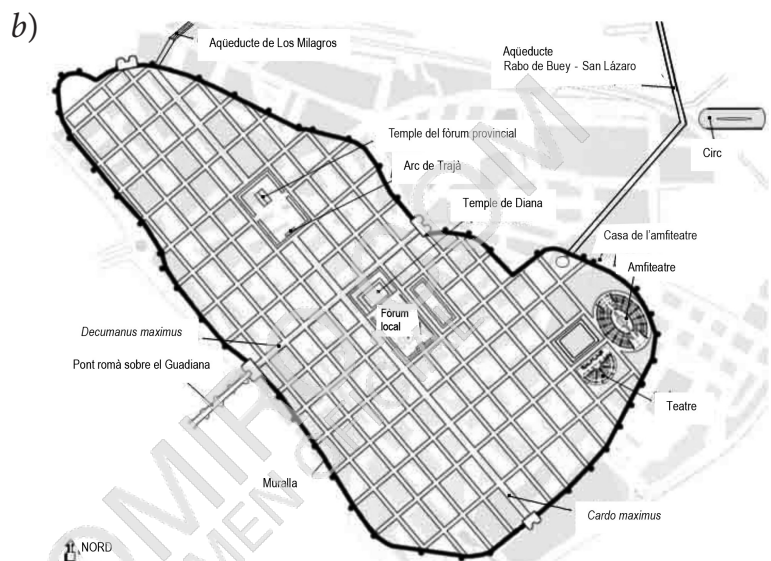 b)
Aqüeducte de Los Milagros
Aqüeducte
Rabo de Buey - San Lázaro
Temple del fòrum provincial
Circ
Arc de Trajà
Temple de Diana
Casa de l'amfiteatre
Amfiteatre
Fòrum
local
Decumanus maximus
Pont romà sobre el Guadiana
Teatre
Muralla
Cardo maximus
NORD